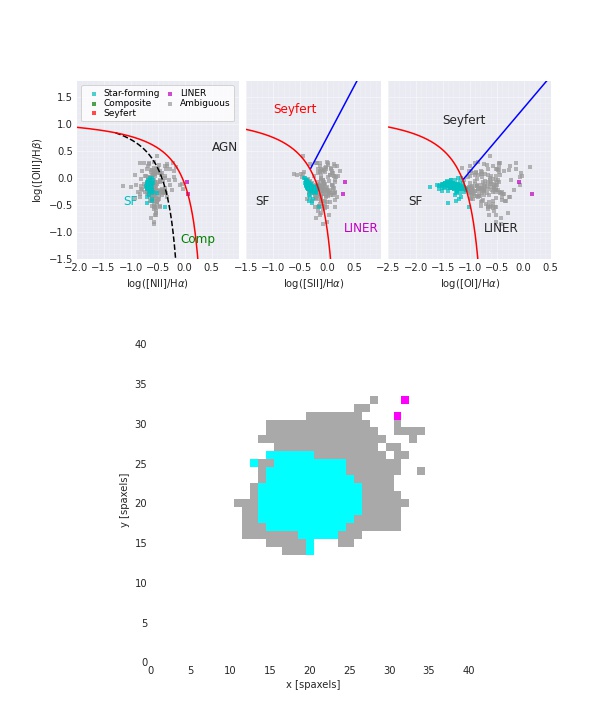 Star-forming
Composite
Seyfert
LINER
Ambiguous
1.5
1.0
0.5
0.0
−0.5
−1.0
−1.5
log([OIII]/Hβ)
AGN
SF
Comp
−2.0 −1.5 −1.0 −0.5 0.0 0.5
log([NII]/Hα)
Seyfert
SF
LINER
−1.5 −1.0 −0.5 0.0 0.5
log([SII]/Hα)
Seyfert
SF
LINER
−2.5 −2.0 −1.5 −1.0 −0.5 0.0 0.5
log([OI]/Hα)
40
35
30
25
20
15
10
5
0
y [spaxels]
0 5 10 15 20 25 30 35 40
x [spaxels]